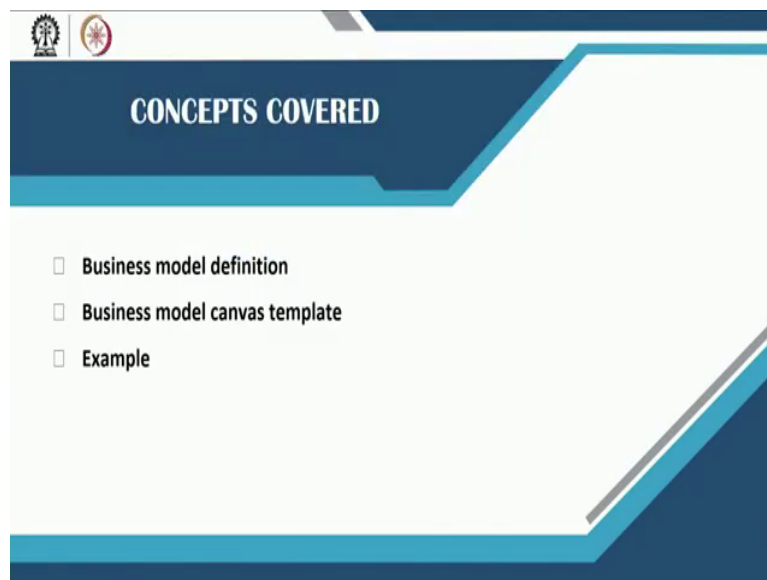 CONCEPTS COVERED
Business model definition
Business model canvas template
Example